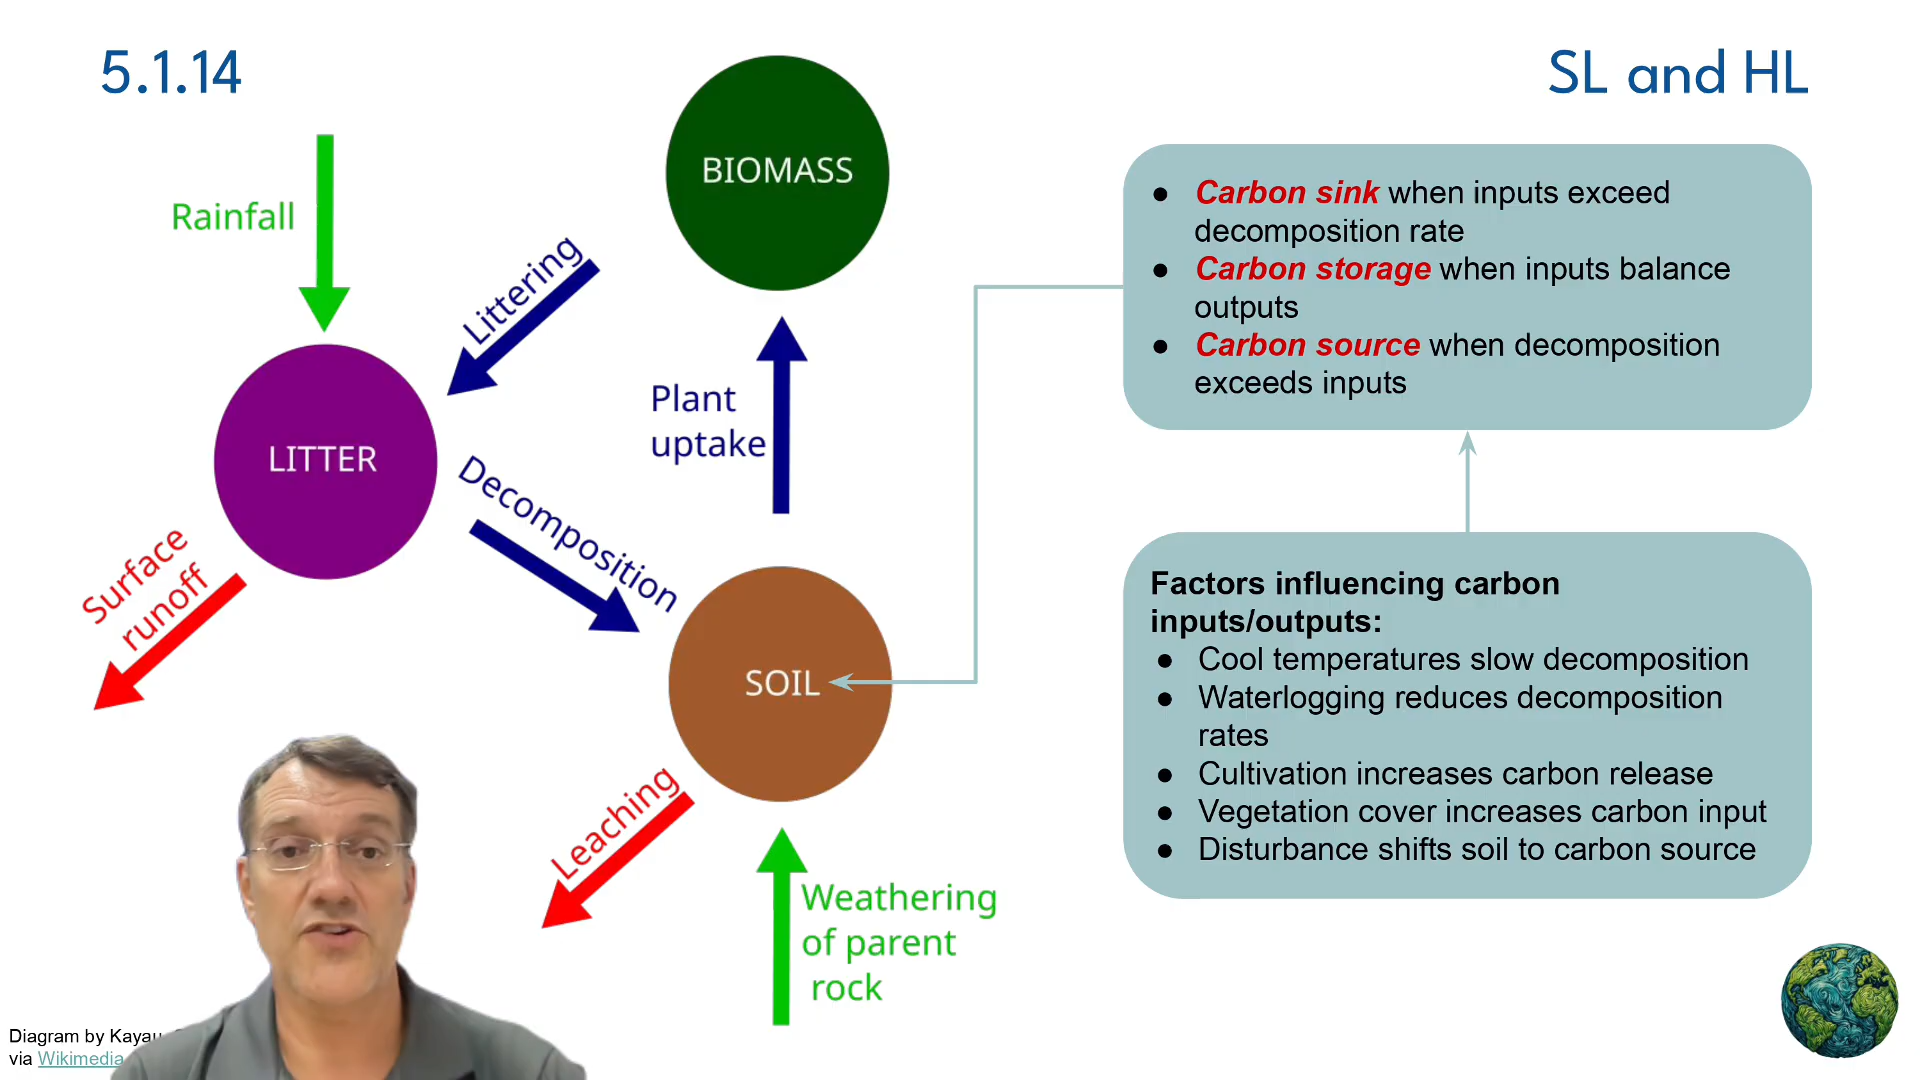 5.1.14
SL and HL
BIOMASS
Rainfall
Littering
Plant
uptake
LITTER
Decomposition
Surface
runoff
SOIL
Leaching
Weathering
of parent
rock
● Carbon sink when inputs exceed
decomposition rate
● Carbon storage when inputs balance
outputs
● Carbon source when decomposition
exceeds inputs
Factors influencing carbon
inputs/outputs:
● Cool temperatures slow decomposition
● Waterlogging reduces decomposition
rates
● Cultivation increases carbon release
● Vegetation cover increases carbon input
● Disturbance shifts soil to carbon source
Diagram by
via Wikimedia